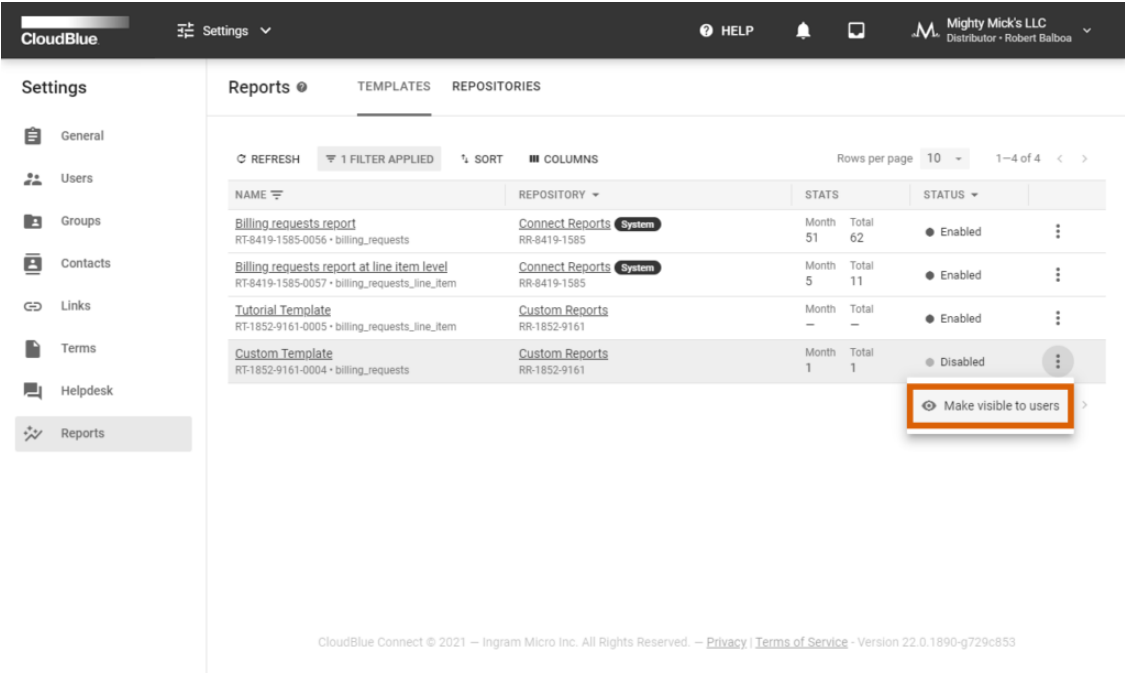 CloudBlue. Settings HELP Mighty Mick's LLC
Distributor • Robert Balboa
Settings
Reports TEMPLATES REPOSITORIES
General
Users
Groups
Contacts
Links
Terms
Helpdesk
Reports
REFRESH 1 FILTER APPLIED SORT COLUMNS Rows per page 10 1–4 of 4
NAME REPOSITORY STATS STATUS
Billing requests report Connect Reports System Month Total
RT-8419-1585-0056 • billing_requests RR-8419-1585 51 62 Enabled
Billing requests report at line item level Connect Reports System Month Total
RT-8419-1585-0057 • billing_requests_line_item RR-8419-1585 5 11 Enabled
Tutorial Template Custom Reports Month Total
RT-1852-9161-0005 • billing_requests_line_item RR-1852-9161 – – Enabled
Custom Template Custom Reports Month Total
RT-1852-9161-0004 • billing_requests RR-1852-9161 1 1 Disabled
Make visible to users
CloudBlue Connect © 2021 — Ingram Micro Inc. All Rights Reserved. — Privacy | Terms of Service - Version 22.0.1890-g729c853